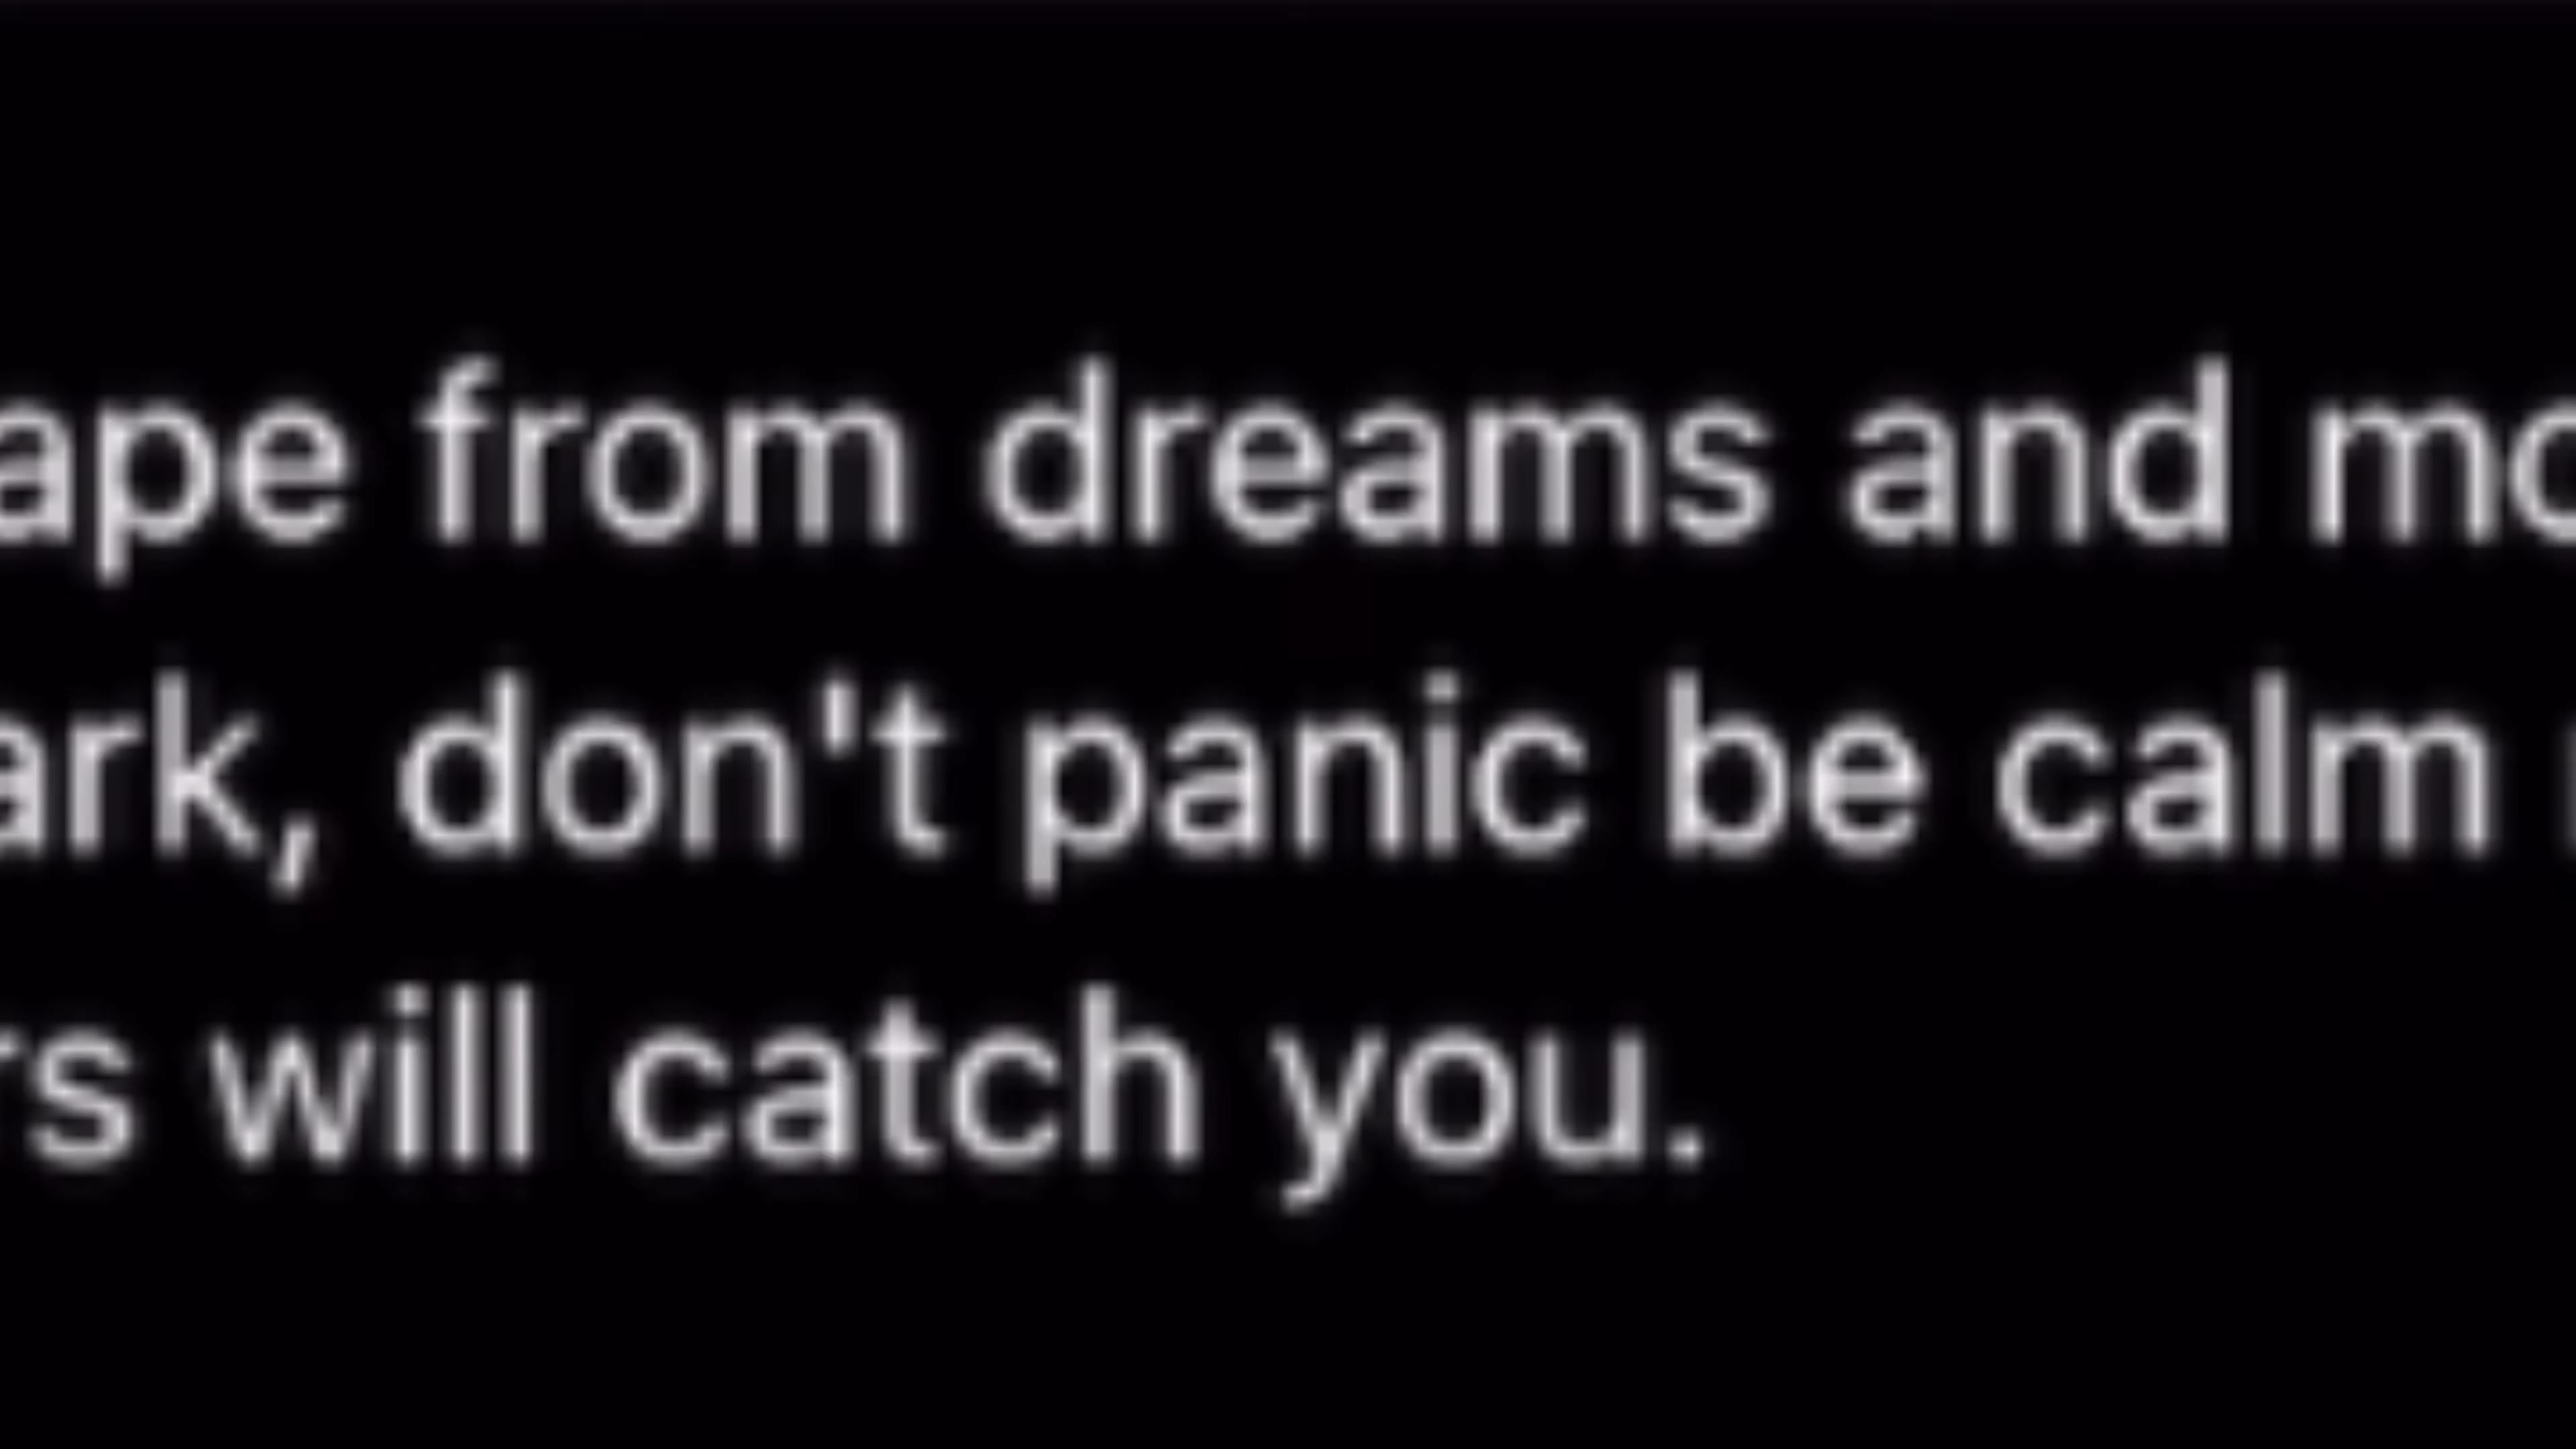 ape from dreams and mo
ark, don't panic be calm
rs will catch you.